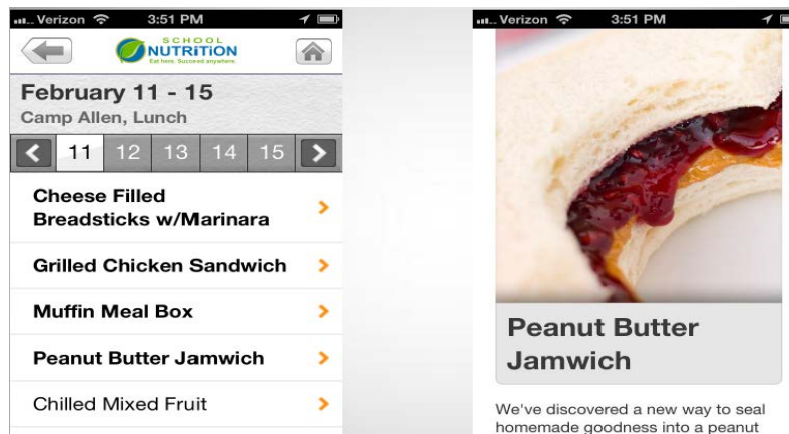 Verizon 3:51 PM
SCHOOL
NUTRITION
Eat here. Succeed anywhere.
February 11 - 15
Camp Allen, Lunch
11 12 13 14 15
Cheese Filled
Breadsticks w/Marinara
Grilled Chicken Sandwich
Muffin Meal Box
Peanut Butter Jamwich
Chilled Mixed Fruit
Verizon 3:51 PM
Peanut Butter
Jamwich
We've discovered a new way to seal
homemade goodness into a peanut